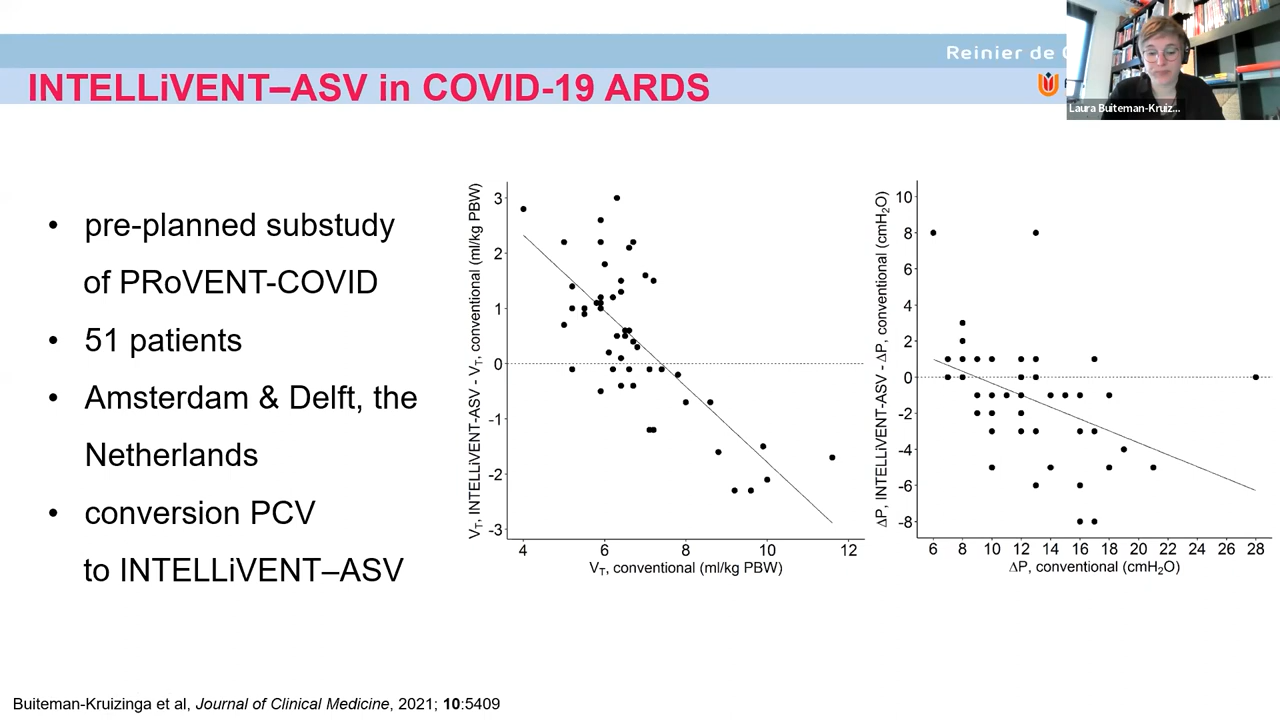 Reinier de
INTELLiVENT–ASV in COVID-19 ARDS
Laura Buiteman-Kruiz...
• pre-planned substudy
of PRoVENT-COVID
• 51 patients
• Amsterdam & Delft, the
Netherlands
• conversion PCV
to INTELLiVENT–ASV
V_T, INTELLiVENT-ASV - V_T, conventional (ml/kg PBW)
3
2
1
0
-1
-2
-3
4 6 8 10 12
V_T, conventional (ml/kg PBW)
ΔP, INTELLiVENT-ASV - ΔP, conventional (cmH₂O)
10
8
6
4
2
0
-2
-4
-6
-8
6 8 10 12 14 16 18 20 22 24 26 28
ΔP, conventional (cmH₂O)
Buiteman-Kruizinga et al, Journal of Clinical Medicine, 2021; 10:5409